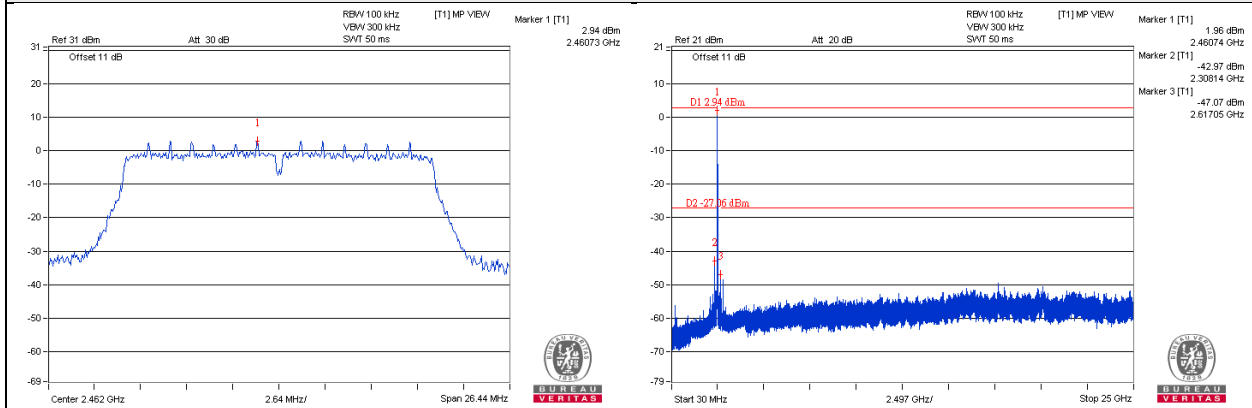 RBW 100 kHz [T1] MP VIEW
VBW 300 kHz
Ref 31 dBm Att 30 dB SWT 50 ms
Marker 1 [T1]
2.94 dBm
2.46073 GHz
31
Offset 11 dB
20
10
1
0
-10
-20
-30
-40
-50
-60
-69
Center 2.462 GHz 2.64 MHz/ Span 26.44 MHz
BUREAU VERITAS
1828
BUREAU
VERITAS
RBW 100 kHz [T1] MP VIEW
VBW 300 kHz
Ref 21 dBm Att 20 dB SWT 50 ms
Marker 1 [T1]
1.96 dBm
2.46074 GHz
Marker 2 [T1]
-42.97 dBm
2.30814 GHz
Marker 3 [T1]
-47.07 dBm
2.61705 GHz
21
Offset 11 dB
10
1
D1 2.94 dBm
0
-10
-20
D2 -27.06 dBm
-30
2
-40
3
-50
-60
-70
-79
Start 30 MHz 2.497 GHz/ Stop 25 GHz
BUREAU VERITAS
1828
BUREAU
VERITAS